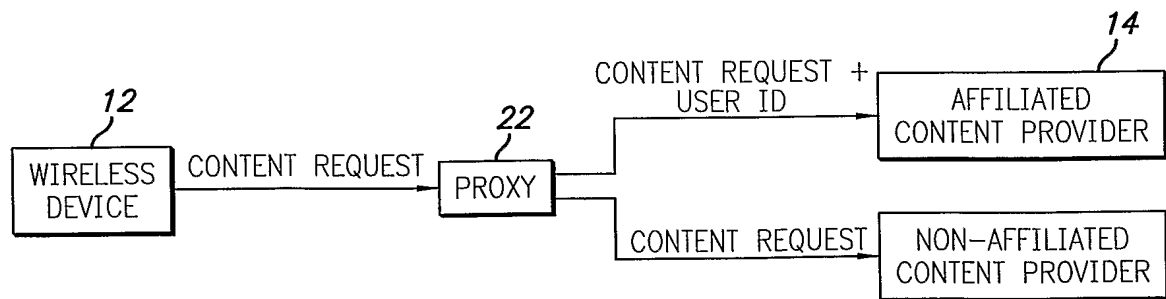 12
WIRELESS
DEVICE
CONTENT REQUEST
22
PROXY
CONTENT REQUEST +
USER ID
14
AFFILIATED
CONTENT PROVIDER
CONTENT REQUEST
NON-AFFILIATED
CONTENT PROVIDER